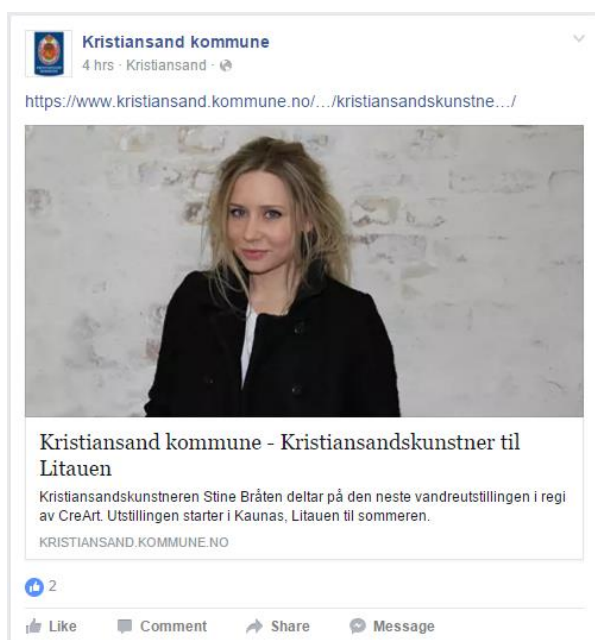 Kristiansand kommune
4 hrs · Kristiansand ·
https://www.kristiansand.kommune.no/…/kristiansandskunstne…/
Kristiansand kommune - Kristiansandskunstner til
Litauen
Kristiansandskunstneren Stine Bråten deltar på den neste vandreutstillingen i regi
av CreArt. Utstillingen starter i Kaunas, Litauen til sommeren.
KRISTIANSAND.KOMMUNE.NO
2
Like Comment Share Message